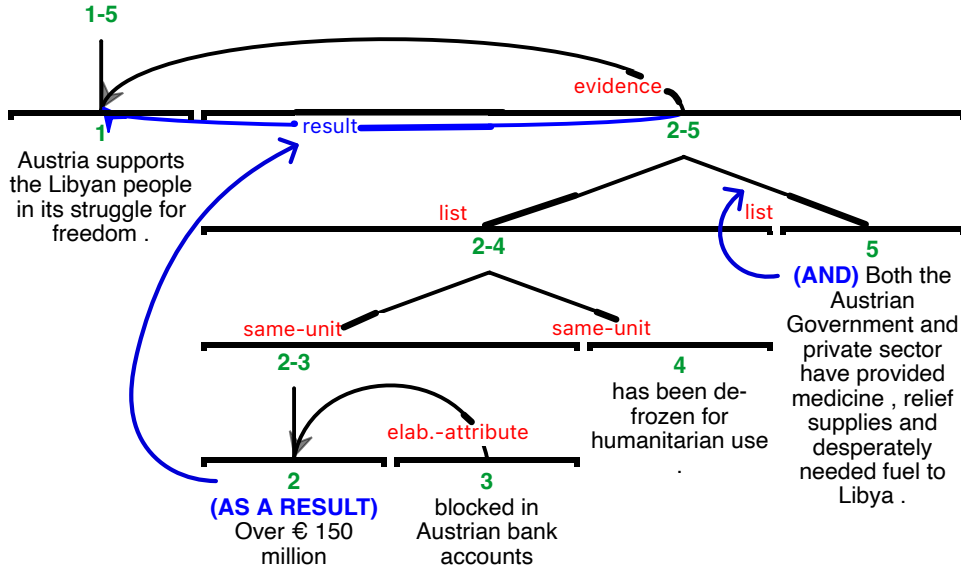 1-5
evidence
result
1
2-5
Austria supports
the Libyan people
in its struggle for
freedom .
list
list
2-4
5
(AND) Both the
Austrian
Government and
private sector
have provided
medicine , relief
supplies and
desperately
needed fuel to
Libya .
same-unit
same-unit
2-3
4
has been de-
frozen for
humanitarian use
.
elab.-attribute
2
3
(AS A RESULT)
Over € 150
million
blocked in
Austrian bank
accounts